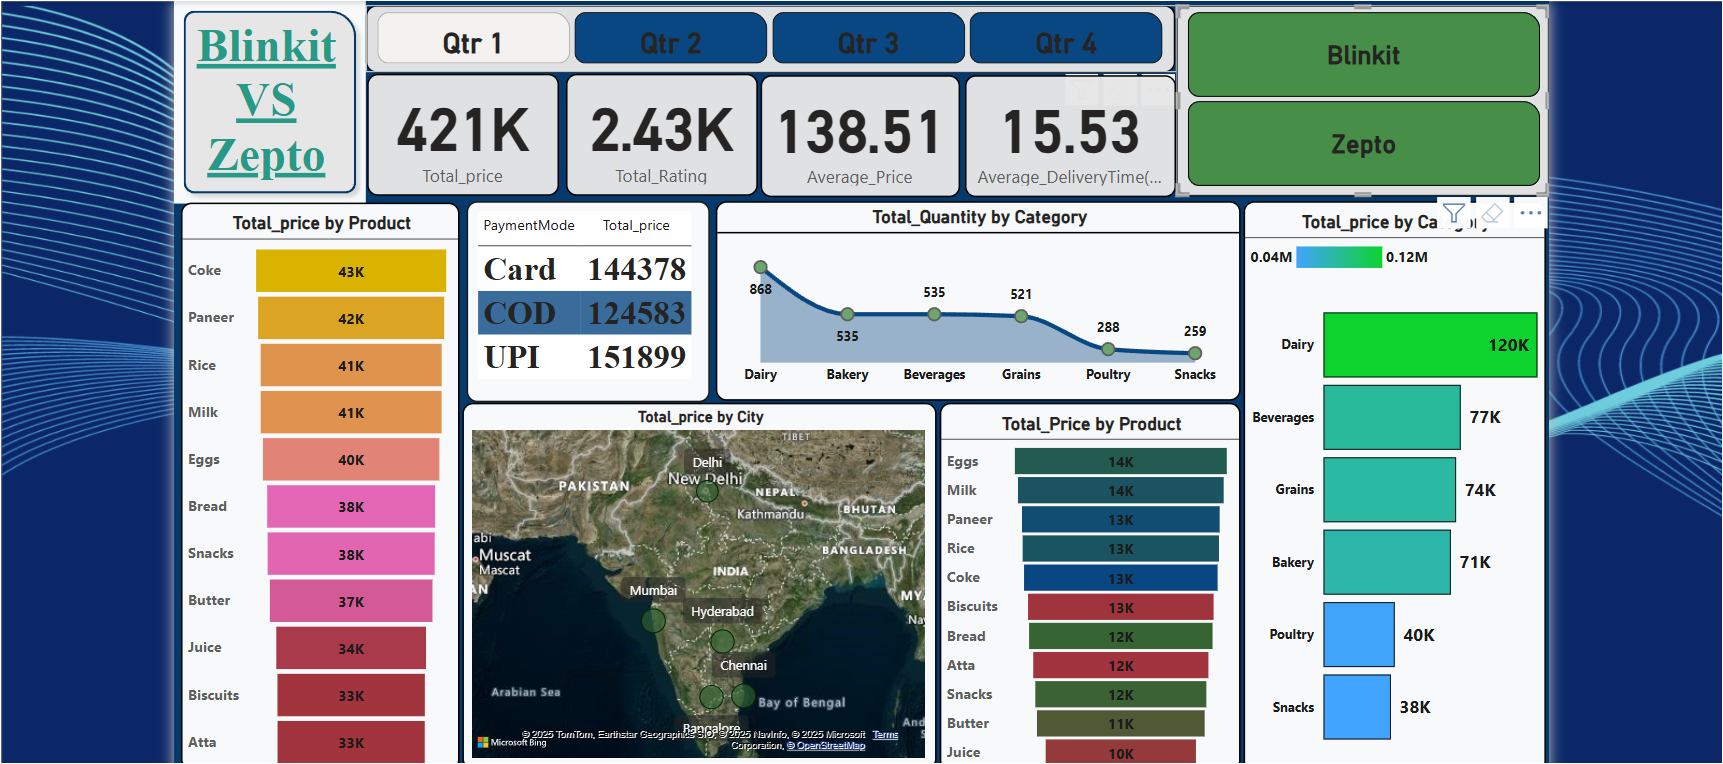 Blinkit
VS
Zepto
Qtr 1
Qtr 2
Qtr 3
Qtr 4
Blinkit
Zepto
421K
Total_price
2.43K
Total_Rating
138.51
Average_Price
15.53
Average_DeliveryTime(...
Total_price by Product
Coke 43K
Paneer 42K
Rice 41K
Milk 41K
Eggs 40K
Bread 38K
Snacks 38K
Butter 37K
Juice 34K
Biscuits 33K
Atta 33K
PaymentMode Total_price
Card 144378
COD 124583
UPI 151899
Total_Quantity by Category
868
535
535
521
288
259
Dairy Bakery Beverages Grains Poultry Snacks
Total_price by City
TIBET
Delhi
New Delhi
PAKISTAN
NEPAL
Kathmandu
BHUTAN
abi
Muscat
Mascat
BANGLADESH
INDIA
AN
Mumbai
MY
Hyderabad
Na
Chennai
Arabian Sea
Bay of Bengal
And
S
Bangalore
Microsoft Bing
© 2025 TomTom, Earthstar Geographics SIO, © 2025 NavInfo, © 2025 Microsoft
Corporation, © OpenStreetMap
Terms
Total_Price by Product
Eggs 14K
Milk 14K
Paneer 13K
Rice 13K
Coke 13K
Biscuits 13K
Bread 12K
Atta 12K
Snacks 12K
Butter 11K
Juice 10K
Total_price by Category
0.04M 0.12M
Dairy 120K
Beverages 77K
Grains 74K
Bakery 71K
Poultry 40K
Snacks 38K